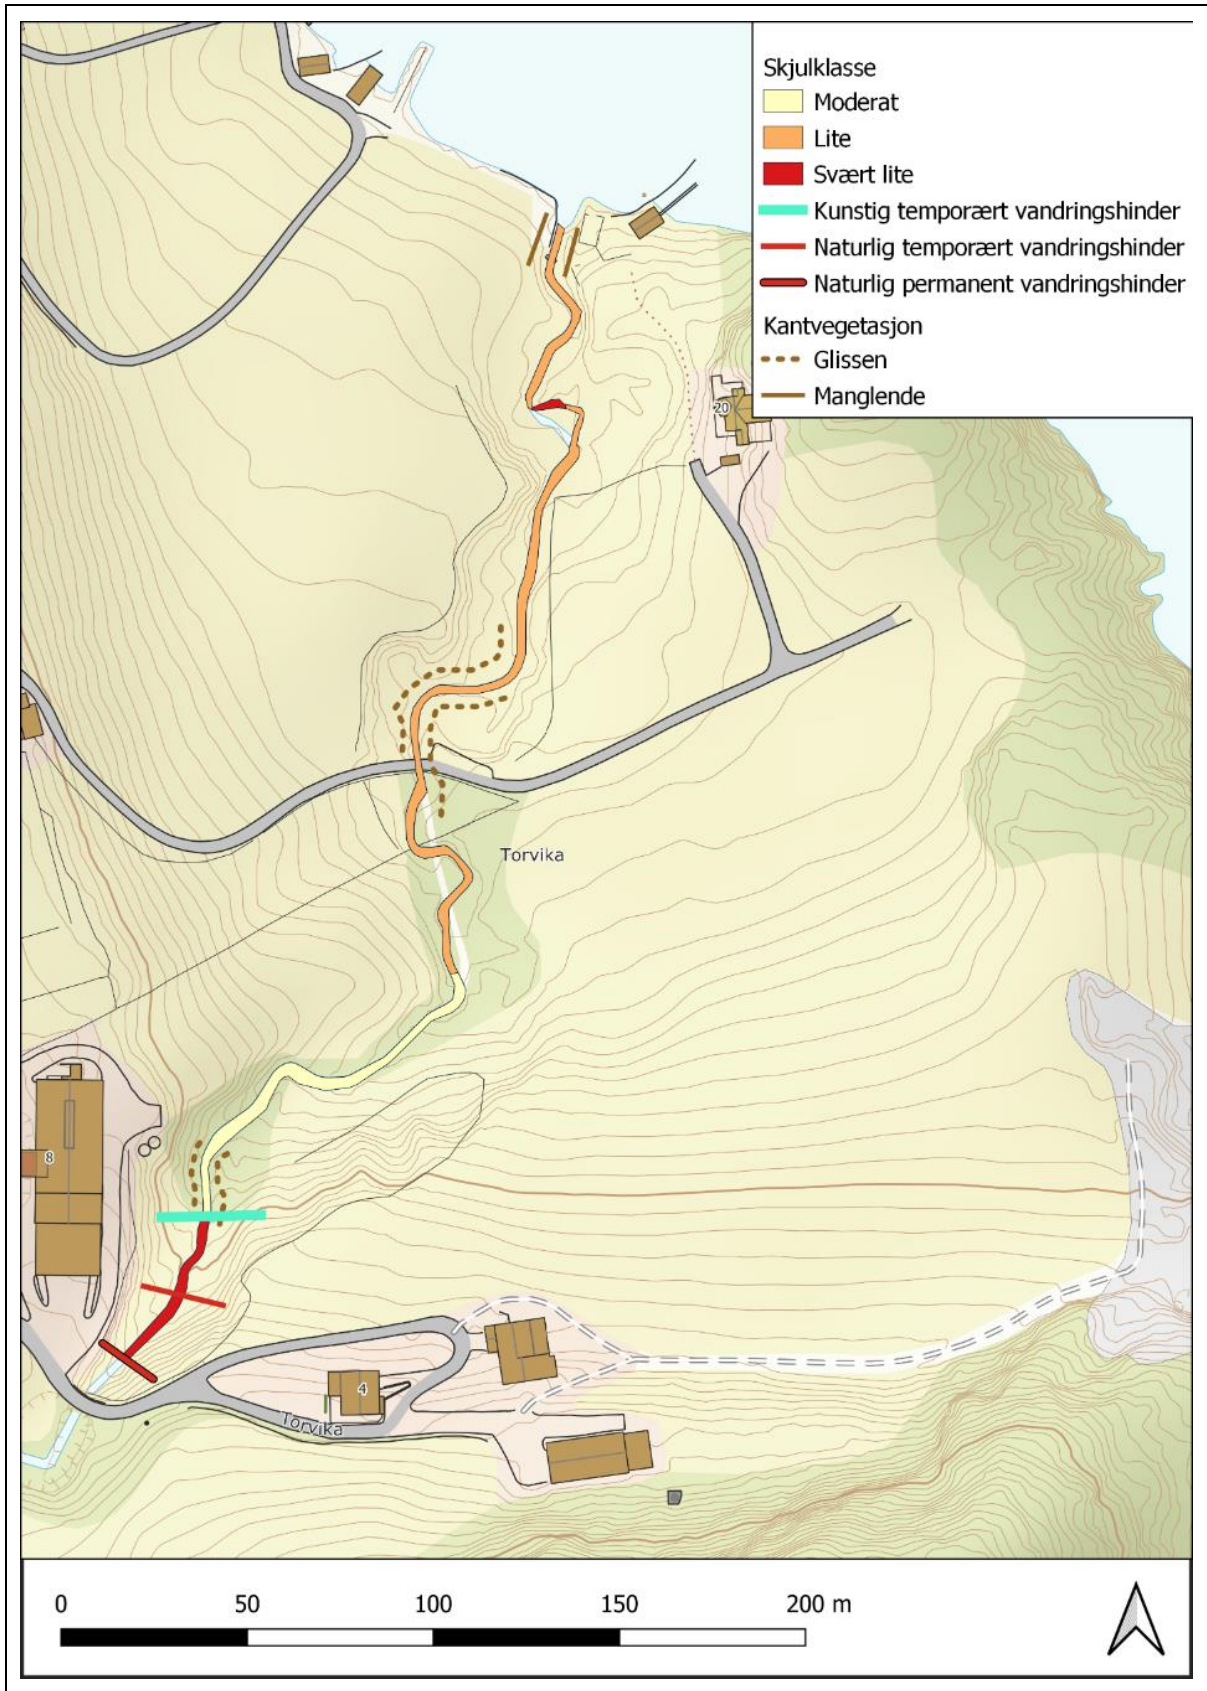 Skjulklasse
Moderat
Lite
Svært lite
Kunstig temporært vandringshinder
Naturlig temporært vandringshinder
Naturlig permanent vandringshinder
Kantvegetasjon
Glissen
Manglende
20
Torvika
8
4
Torvika
0 50 100 150 200 m